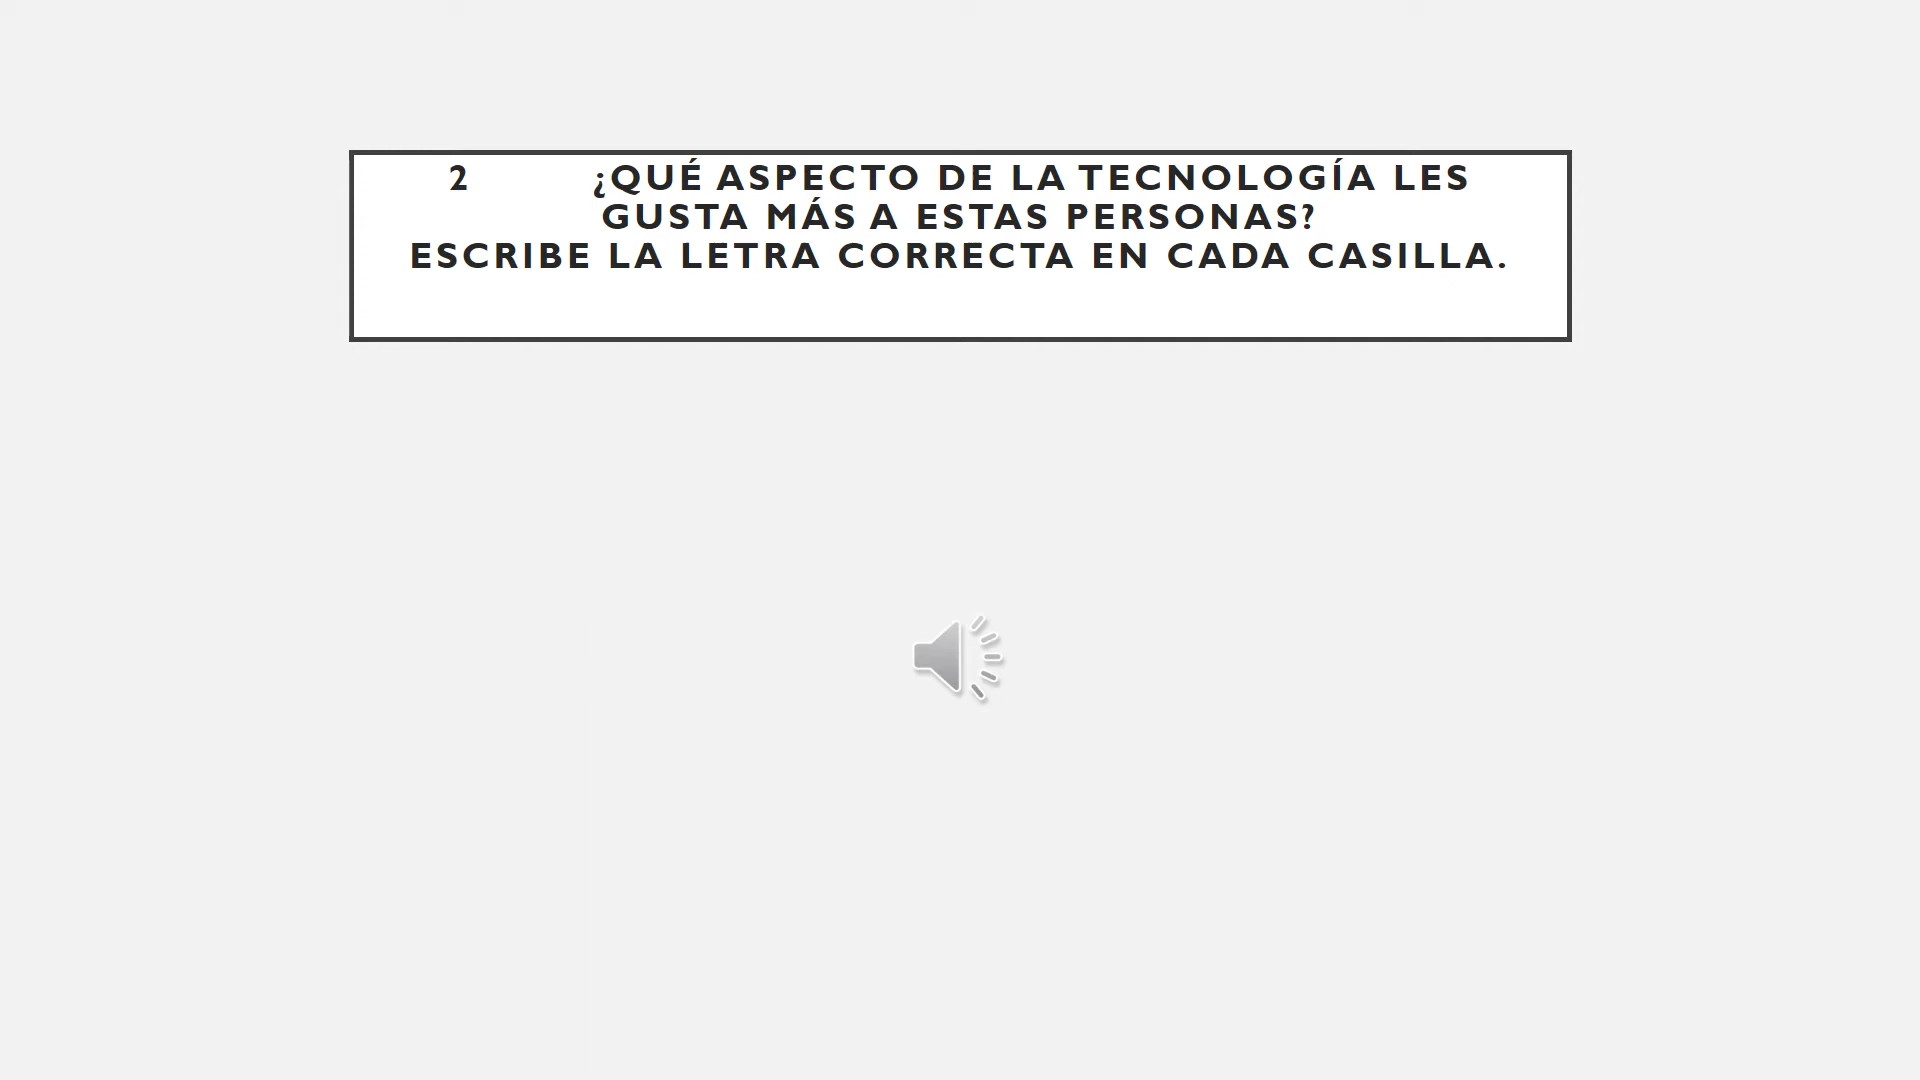 2 ¿QUÉ ASPECTO DE LA TECNOLOGÍA LES
GUSTA MÁS A ESTAS PERSONAS?
ESCRIBE LA LETRA CORRECTA EN CADA CASILLA.